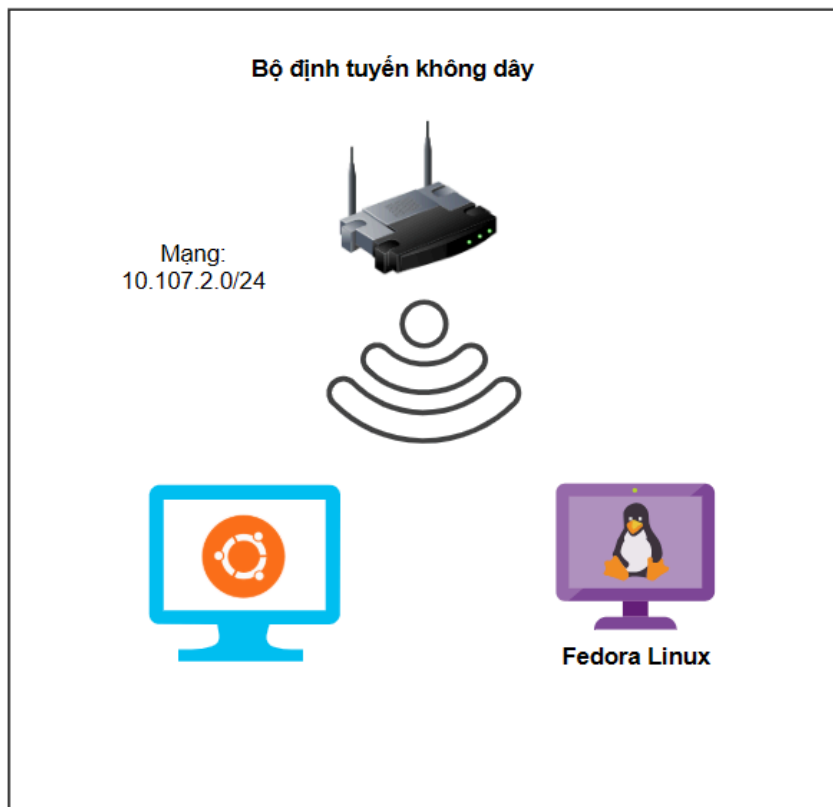 Bộ định tuyến không dây
Mạng:
10.107.2.0/24
Fedora Linux